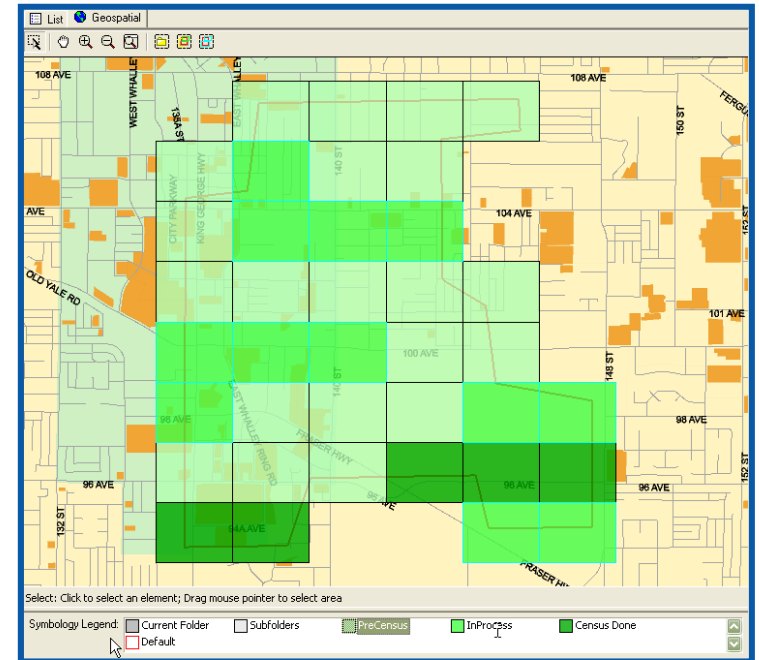 List Geospatial
108 AVE
108 AVE
WEST WHALLE
EAST WHALLEY
135A ST
FERGU
150 ST
140 ST
CITY PARKWAY
KING GEORGE HWY
AVE
104 AVE
152 ST
OLD YALE RD
101 AVE
100 AVE
148 ST
140 ST
EAST WHALLEY RING RD
98 AVE
98 AVE
FRASER HWY
96 AVE
96 AVE
96 AVE
96 AVE
152 ST
132 ST
94A AVE
FRASER HW
Select: Click to select an element; Drag mouse pointer to select area
Symbology Legend: Current Folder Subfolders PreCensus InProcess Census Done
Default